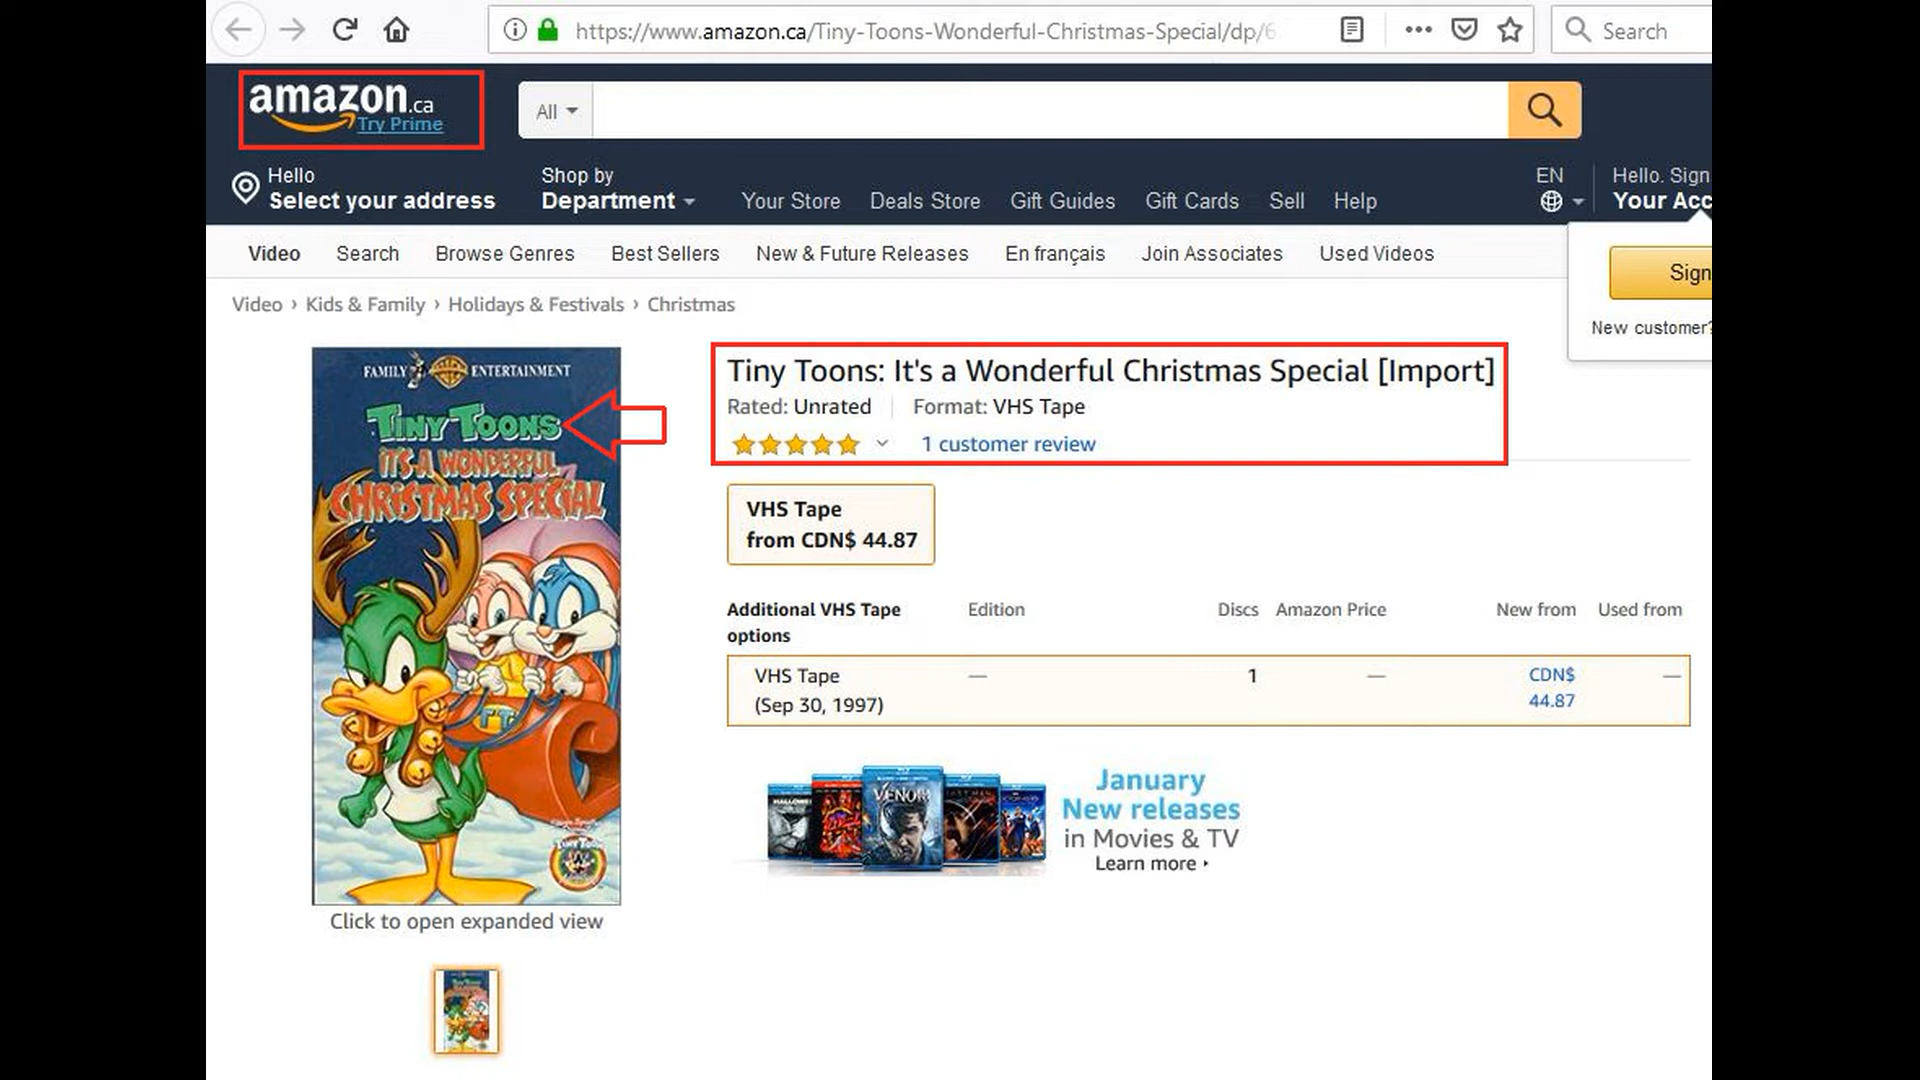 https://www.amazon.ca/Tiny-Toons-Wonderful-Christmas-Special/dp/6
Search
amazon.ca
Try Prime
All
Hello
Select your address
Shop by
Department
Your Store
Deals Store
Gift Guides
Gift Cards
Sell
Help
EN
Hello. Sign
Your Acc
Video
Search
Browse Genres
Best Sellers
New & Future Releases
En français
Join Associates
Used Videos
Sign
New customer?
Video › Kids & Family › Holidays & Festivals › Christmas
FAMILY ENTERTAINMENT
TINY TOONS
IT'S A WONDERFUL
CHRISTMAS SPECIAL
TT
TINY TOON
Click to open expanded view
Tiny Toons: It's a Wonderful Christmas Special [Import]
Rated: Unrated
Format: VHS Tape
1 customer review
VHS Tape
from CDN$ 44.87
Additional VHS Tape
options
Edition
Discs
Amazon Price
New from
Used from
VHS Tape
(Sep 30, 1997)
—
1
—
CDN$
44.87
—
HALLOWEEN
VENOM
January
New releases
in Movies & TV
Learn more